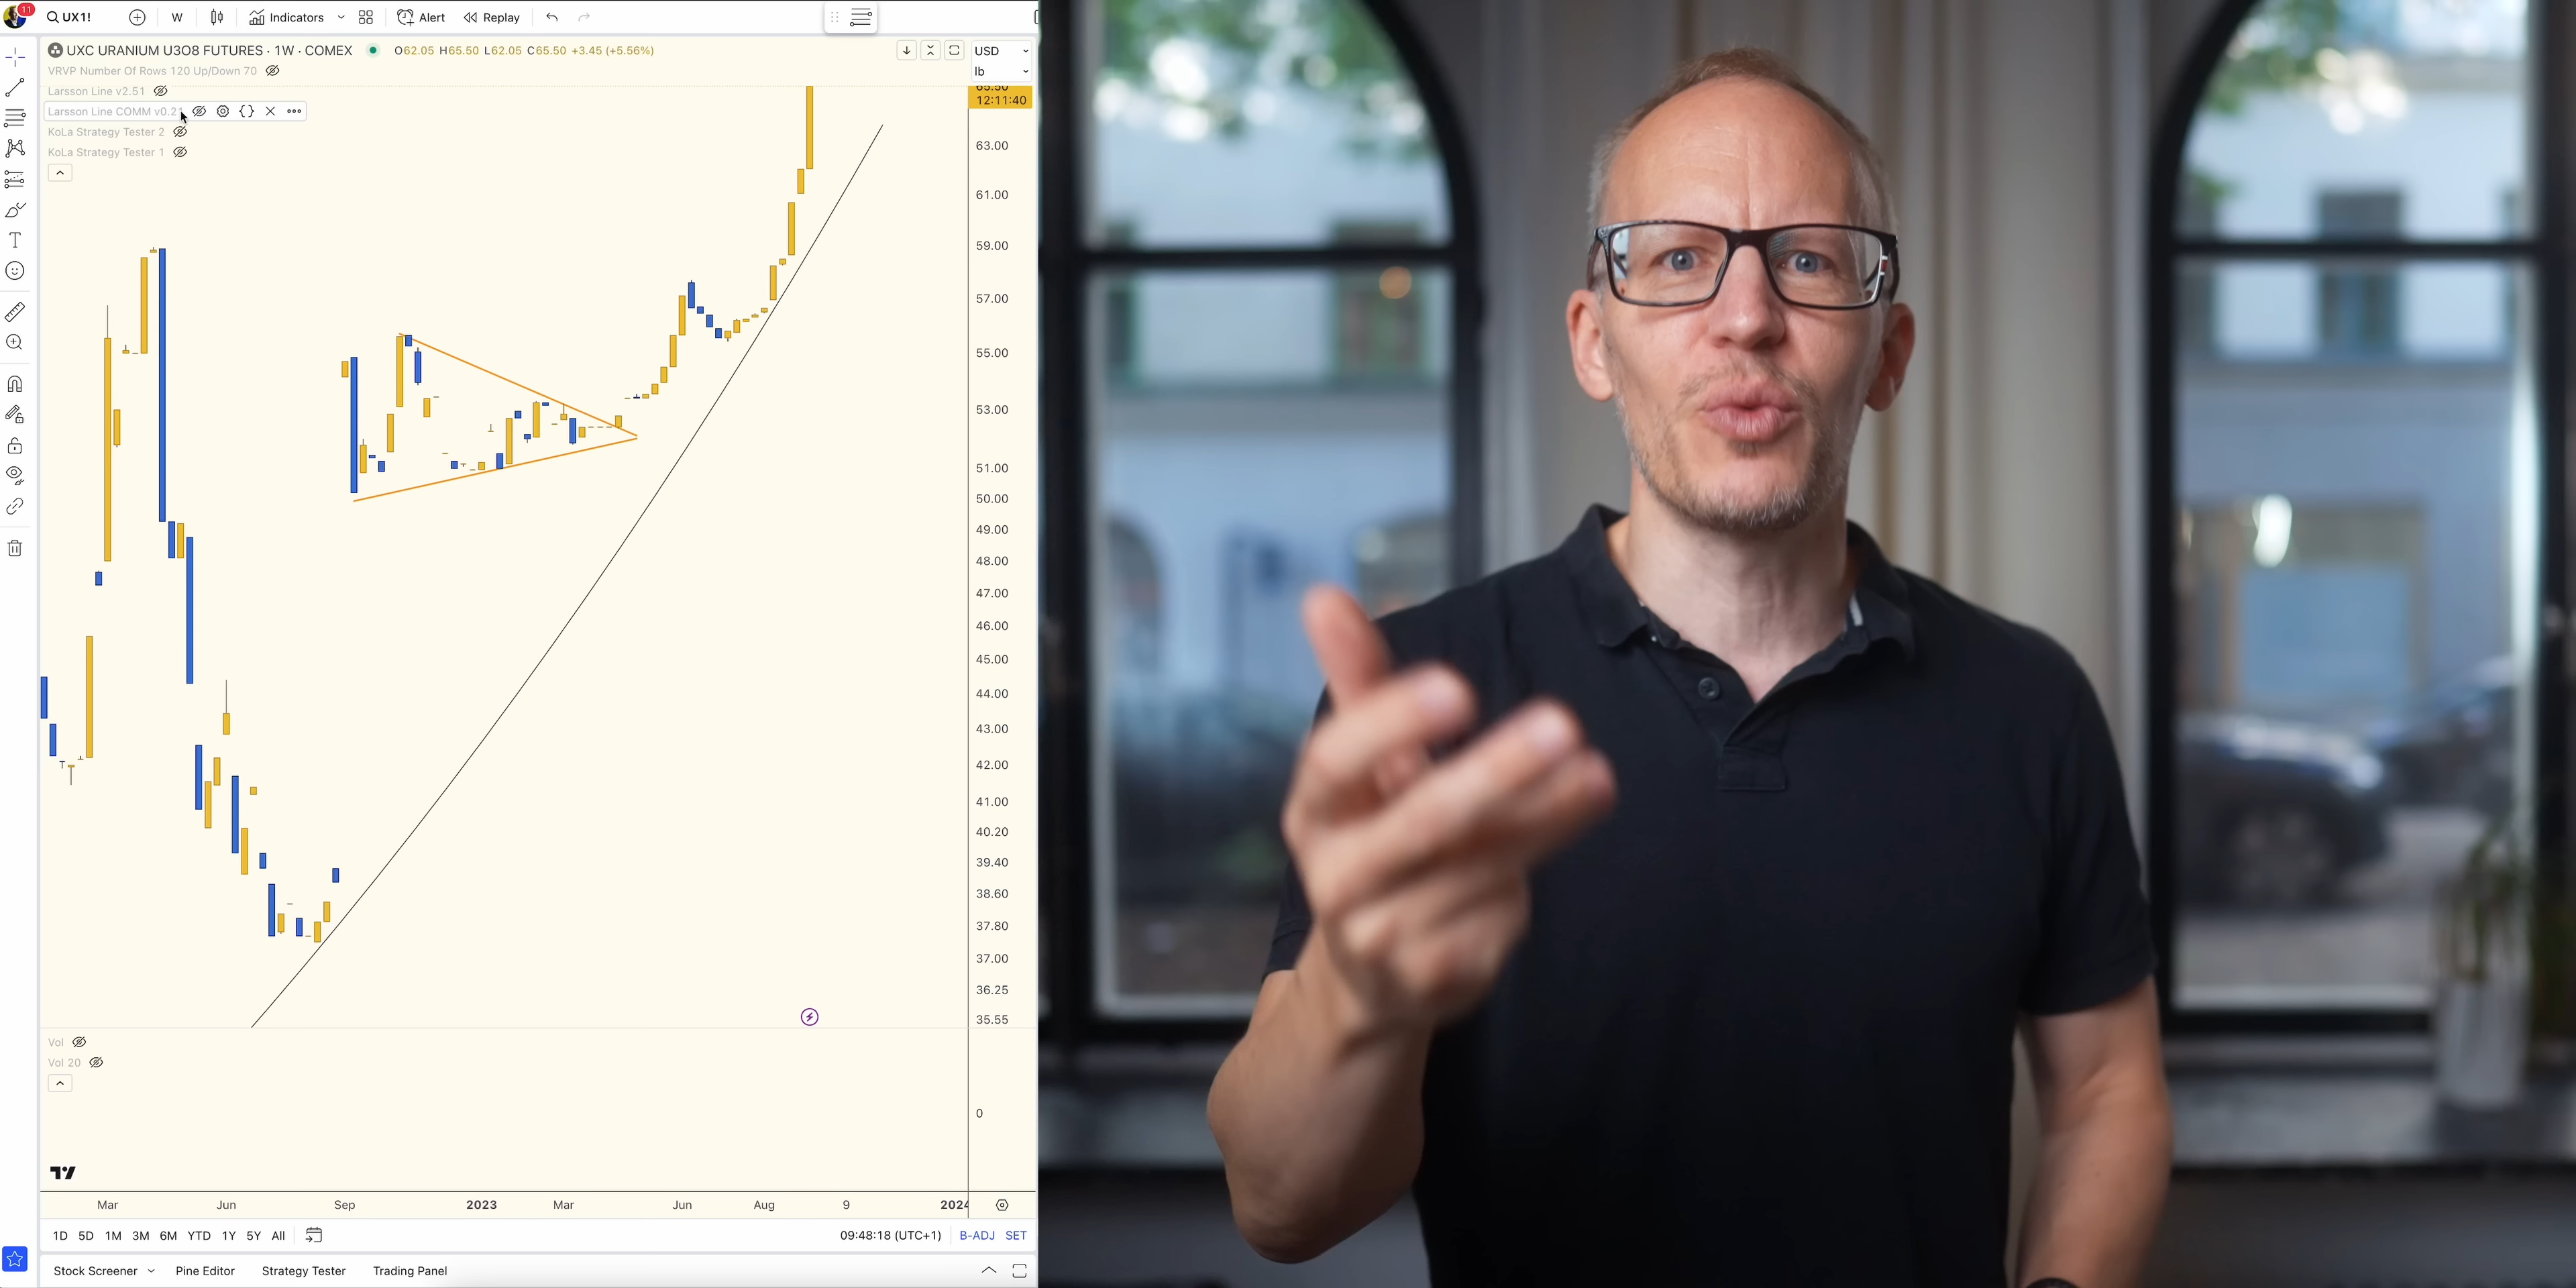 11
UX1!
W
Indicators
Alert
Replay
UXC URANIUM U3O8 FUTURES · 1W · COMEX
O62.05 H65.50 L62.05 C65.50 +3.45 (+5.56%)
USD
lb
VRVP Number Of Rows 120 Up/Down 70
Larsson Line v2.51
Larsson Line COMM v0.2
KoLa Strategy Tester 2
KoLa Strategy Tester 1
65.50
12:11:40
63.00
61.00
59.00
57.00
55.00
53.00
51.00
50.00
49.00
48.00
47.00
46.00
45.00
44.00
43.00
42.00
41.00
40.20
39.40
38.60
37.80
37.00
36.25
35.55
Vol
Vol 20
0
Mar Jun Sep 2023 Mar Jun Aug 9 2024
1D 5D 1M 3M 6M YTD 1Y 5Y All
09:48:18 (UTC+1) B-ADJ SET
Stock Screener Pine Editor Strategy Tester Trading Panel